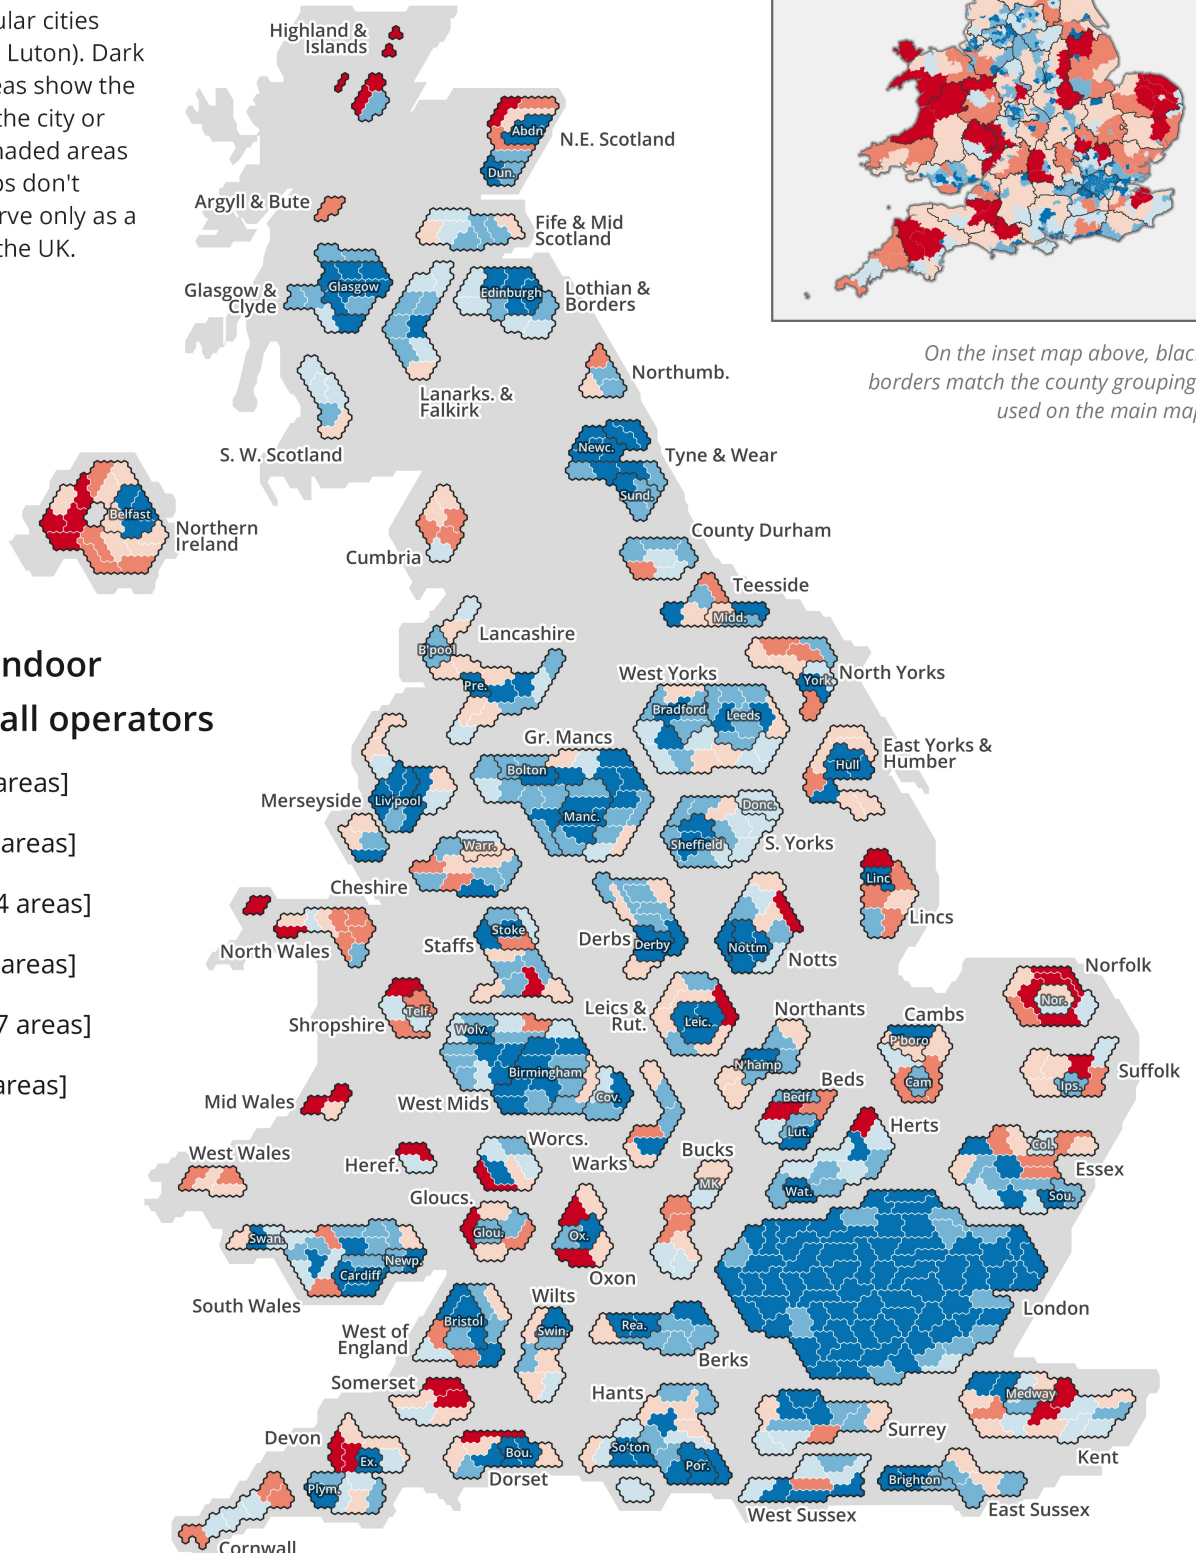 ular cities
Luton). Dark
eas show the
the city or
haded areas
ps don't
erve only as a
the UK.
Highland &
Islands
Abdn
N.E. Scotland
Dun.
Argyll & Bute
Fife & Mid
Scotland
Glasgow &
Clyde
Glasgow
Edinburgh
Lothian &
Borders
On the inset map above, blac
borders match the county grouping
used on the main map
Northumb.
Lanarks. &
Falkirk
S. W. Scotland
Newc.
Tyne & Wear
Sund.
Belfast
Northern
Ireland
Cumbria
County Durham
Teesside
Midd.
Lancashire
B'pool
Pre.
North Yorks
York
West Yorks
Bradford
Leeds
ndoor
all operators
areas]
areas]
4 areas]
areas]
7 areas]
areas]
Gr. Mancs
Bolton
Manc.
East Yorks &
Humber
Hull
Merseyside
Liv'pool
Donc.
Sheffield
S. Yorks
Warr.
Cheshire
Linc
Lincs
North Wales
Staffs
Stoke
Derbs
Derby
Nottm
Notts
Norfolk
Nor.
Shropshire
Telf.
Leics &
Rut.
Leic.
Northants
N'hamp
Cambs
P'boro
Cam
Suffolk
Ips.
Wolv.
Birmingham
Cov.
West Mids
Mid Wales
Beds
Bedf
Lut.
Herts
Wat.
West Wales
Heref.
Worcs.
Warks
Bucks
MK
Essex
Col.
Sou.
Gloucs.
Glou.
Ox.
Oxon
Swan.
Newp.
Cardiff
South Wales
London
West of
England
Bristol
Wilts
Swin.
Rea.
Berks
Somerset
Hants
So'ton
Por.
Surrey
Medway
Kent
Devon
Ex.
Plym.
Bou.
Dorset
West Sussex
Brighton
East Sussex
Cornwall